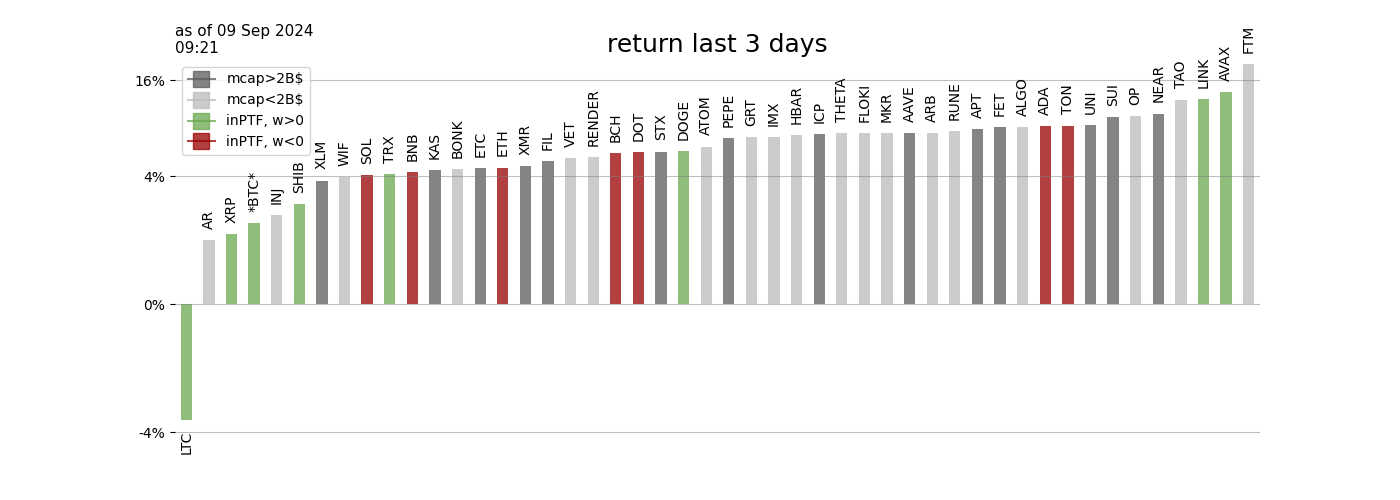 as of 09 Sep 2024
09:21
return last 3 days
mcap>2B$
mcap<2B$
inPTF, w>0
inPTF, w<0
16%
4%
0%
-4%
LTC
AR
XRP
*BTC*
INJ
SHIB
XLM
WIF
SOL
TRX
BNB
KAS
BONK
ETC
ETH
XMR
FIL
VET
RENDER
BCH
DOT
STX
DOGE
ATOM
PEPE
GRT
IMX
HBAR
ICP
THETA
FLOKI
MKR
AAVE
ARB
RUNE
APT
FET
ALGO
ADA
TON
UNI
SUI
OP
NEAR
TAO
LINK
AVAX
FTM